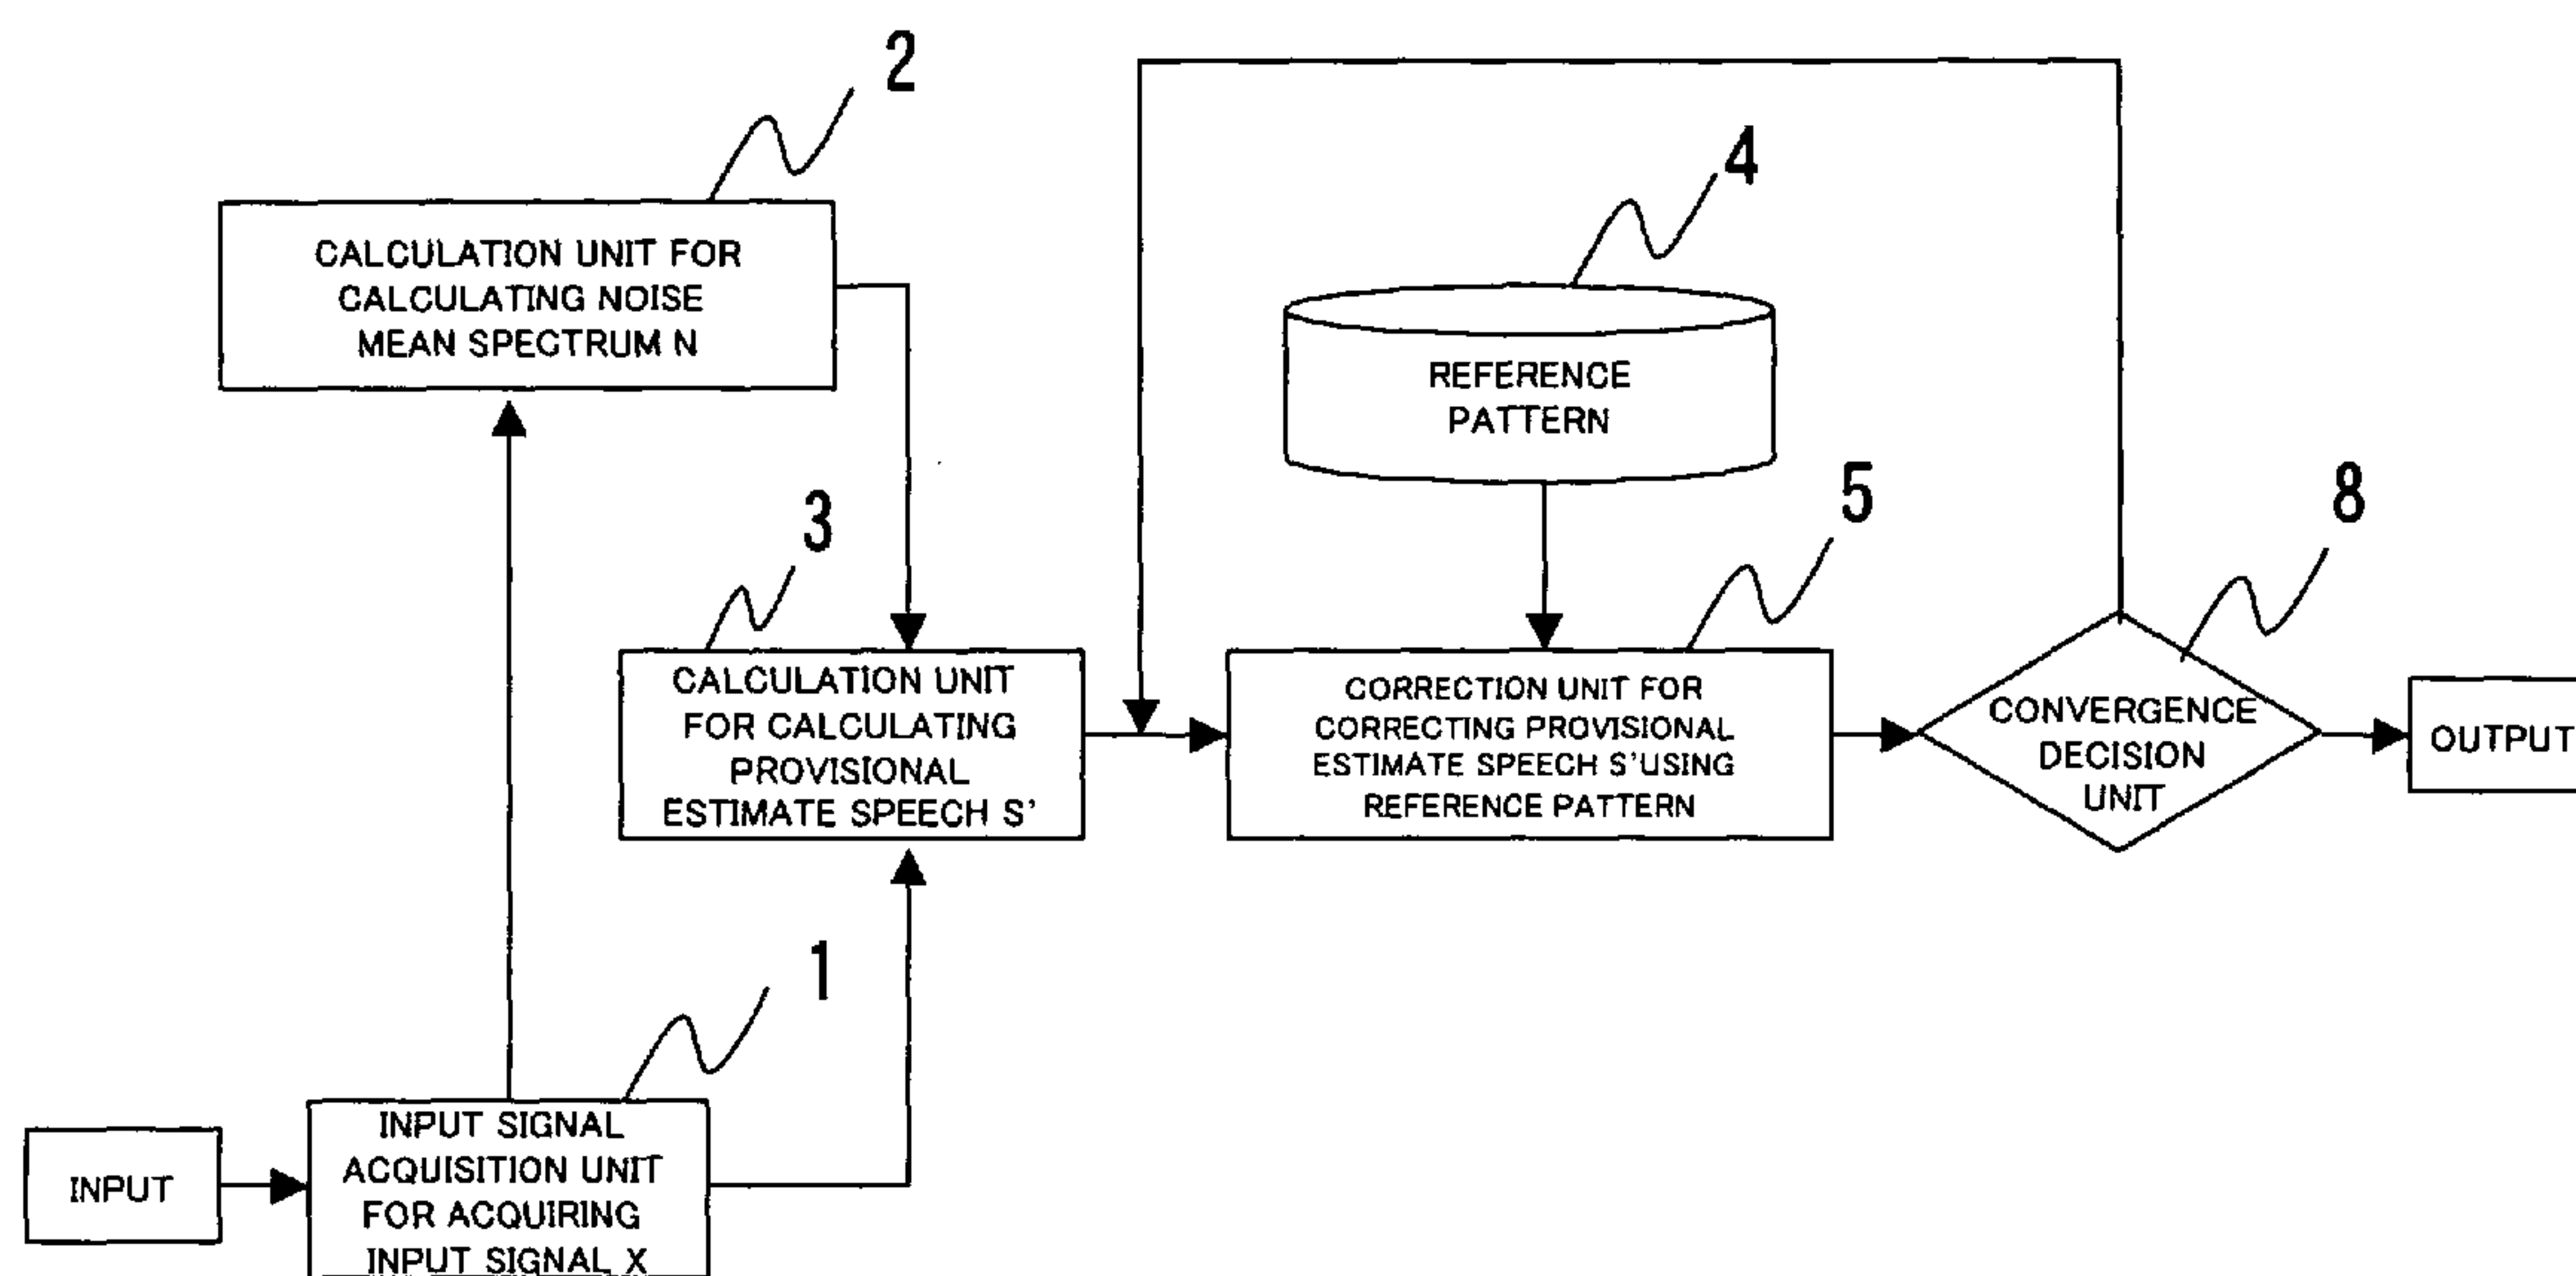 2
CALCULATION UNIT FOR
CALCULATING NOISE
MEAN SPECTRUM N
4
REFERENCE
PATTERN
3
CALCULATION UNIT
FOR CALCULATING
PROVISIONAL
ESTIMATE SPEECH S'
5
CORRECTION UNIT FOR
CORRECTING PROVISIONAL
ESTIMATE SPEECH S'USING
REFERENCE PATTERN
8
CONVERGENCE
DECISION
UNIT
OUTPUT
1
INPUT
INPUT SIGNAL
ACQUISITION UNIT
FOR ACQUIRING
INPUT SIGNAL X